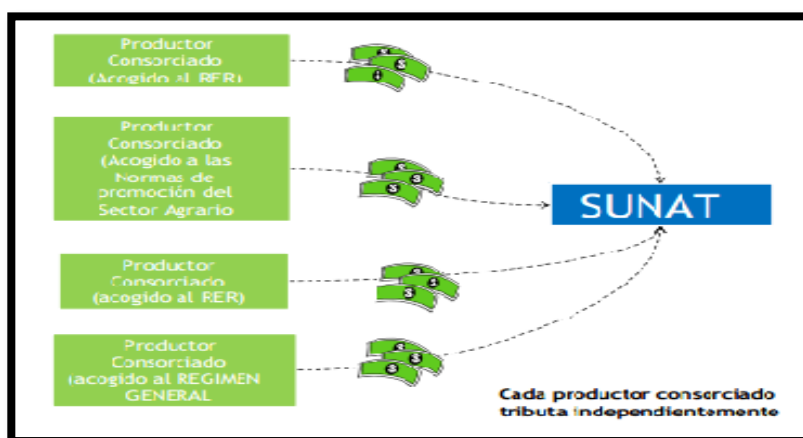 Productor
Consorciado
(Acogido al RER)
Productor
Consorciado
(Acogido a las
Normas de
promoción del
Sector Agrario
SUNAT
Productor
Consorciado
(acogido al RER)
Productor
Consorciado
(acogido al REGIMEN
GENERAL
Cada productor consorciado
tributa independientemente